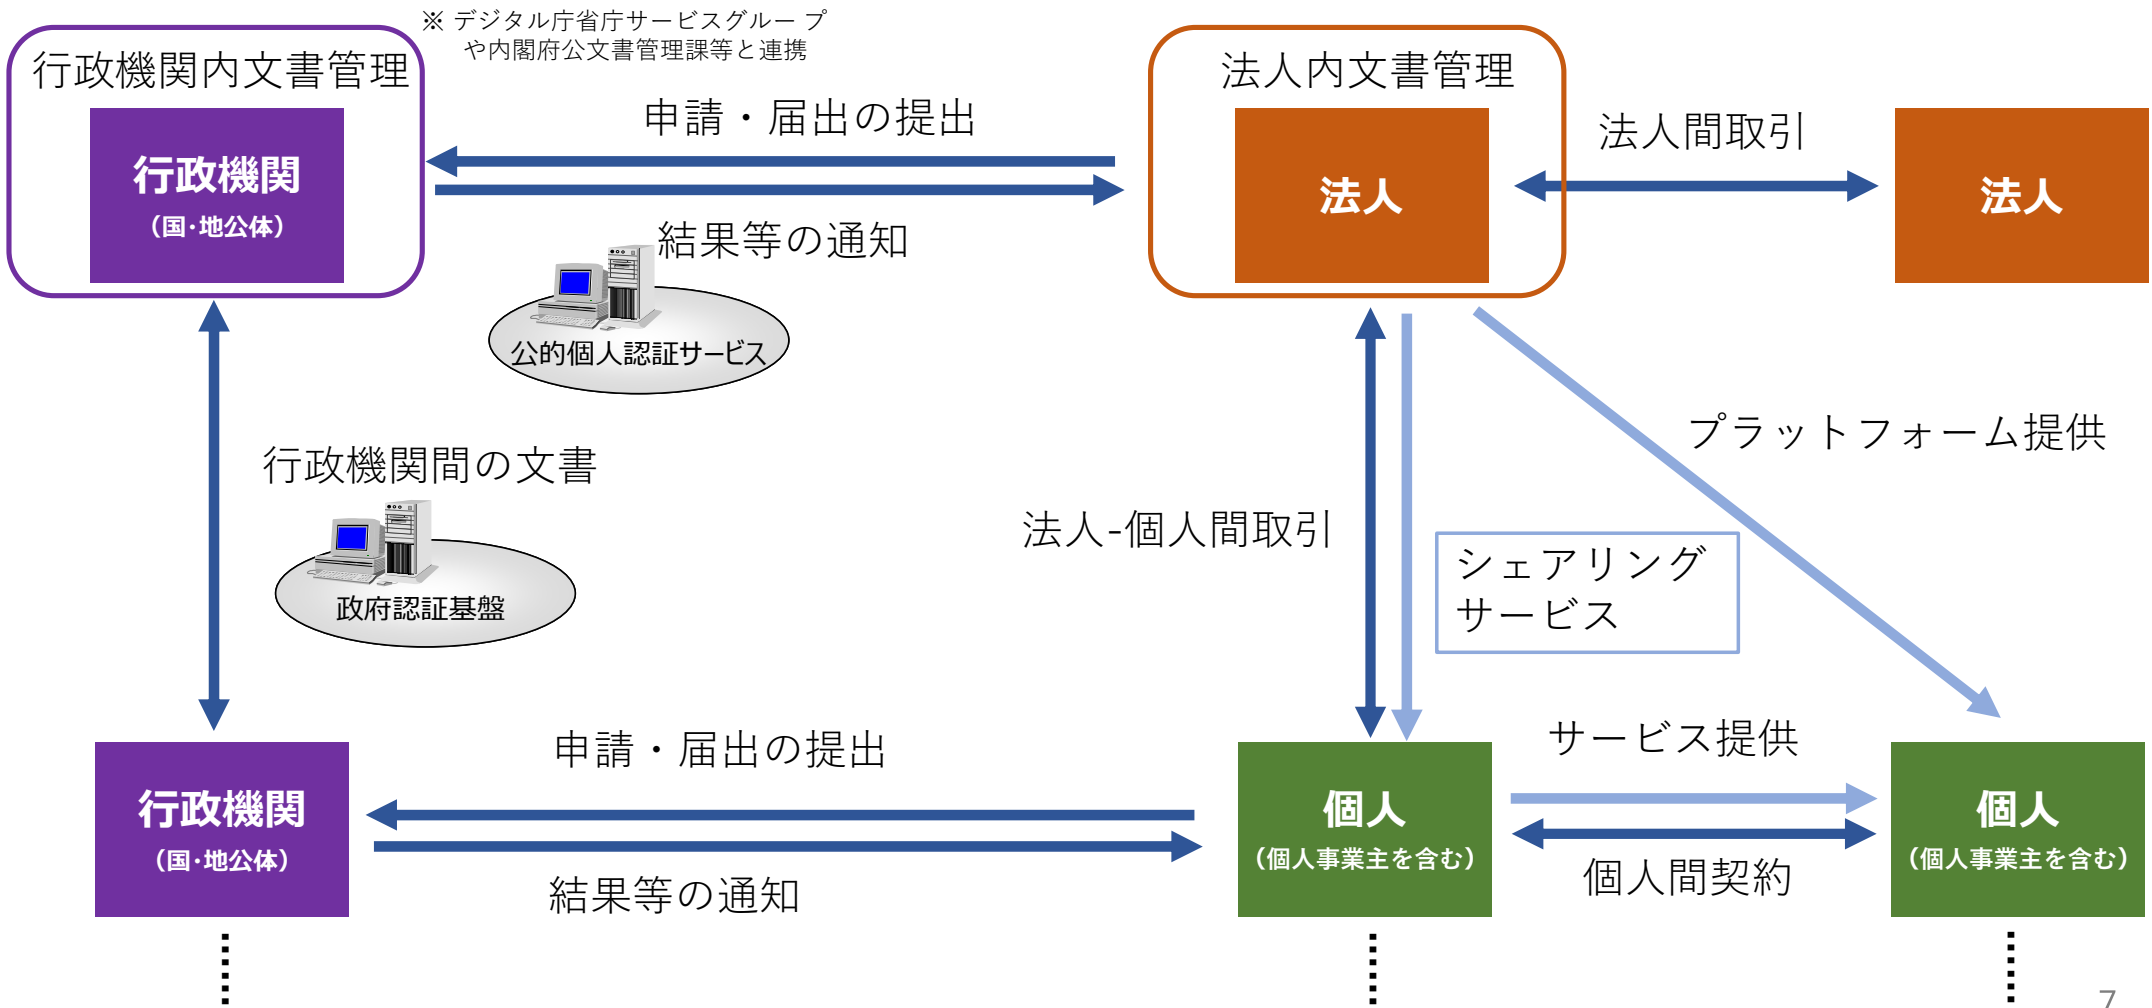 ※ デジタル庁省庁サービスグループ
や内閣府公文書管理課等と連携
行政機関内文書管理
法人内文書管理
申請・届出の提出
法人間取引
行政機関
（国・地公体）
法人
法人
結果等の通知
公的個人認証サービス
プラットフォーム提供
行政機関間の文書
法人-個人間取引
シェアリング
サービス
政府認証基盤
申請・届出の提出
サービス提供
行政機関
（国・地公体）
個人
（個人事業主を含む）
個人
（個人事業主を含む）
結果等の通知
個人間契約
7